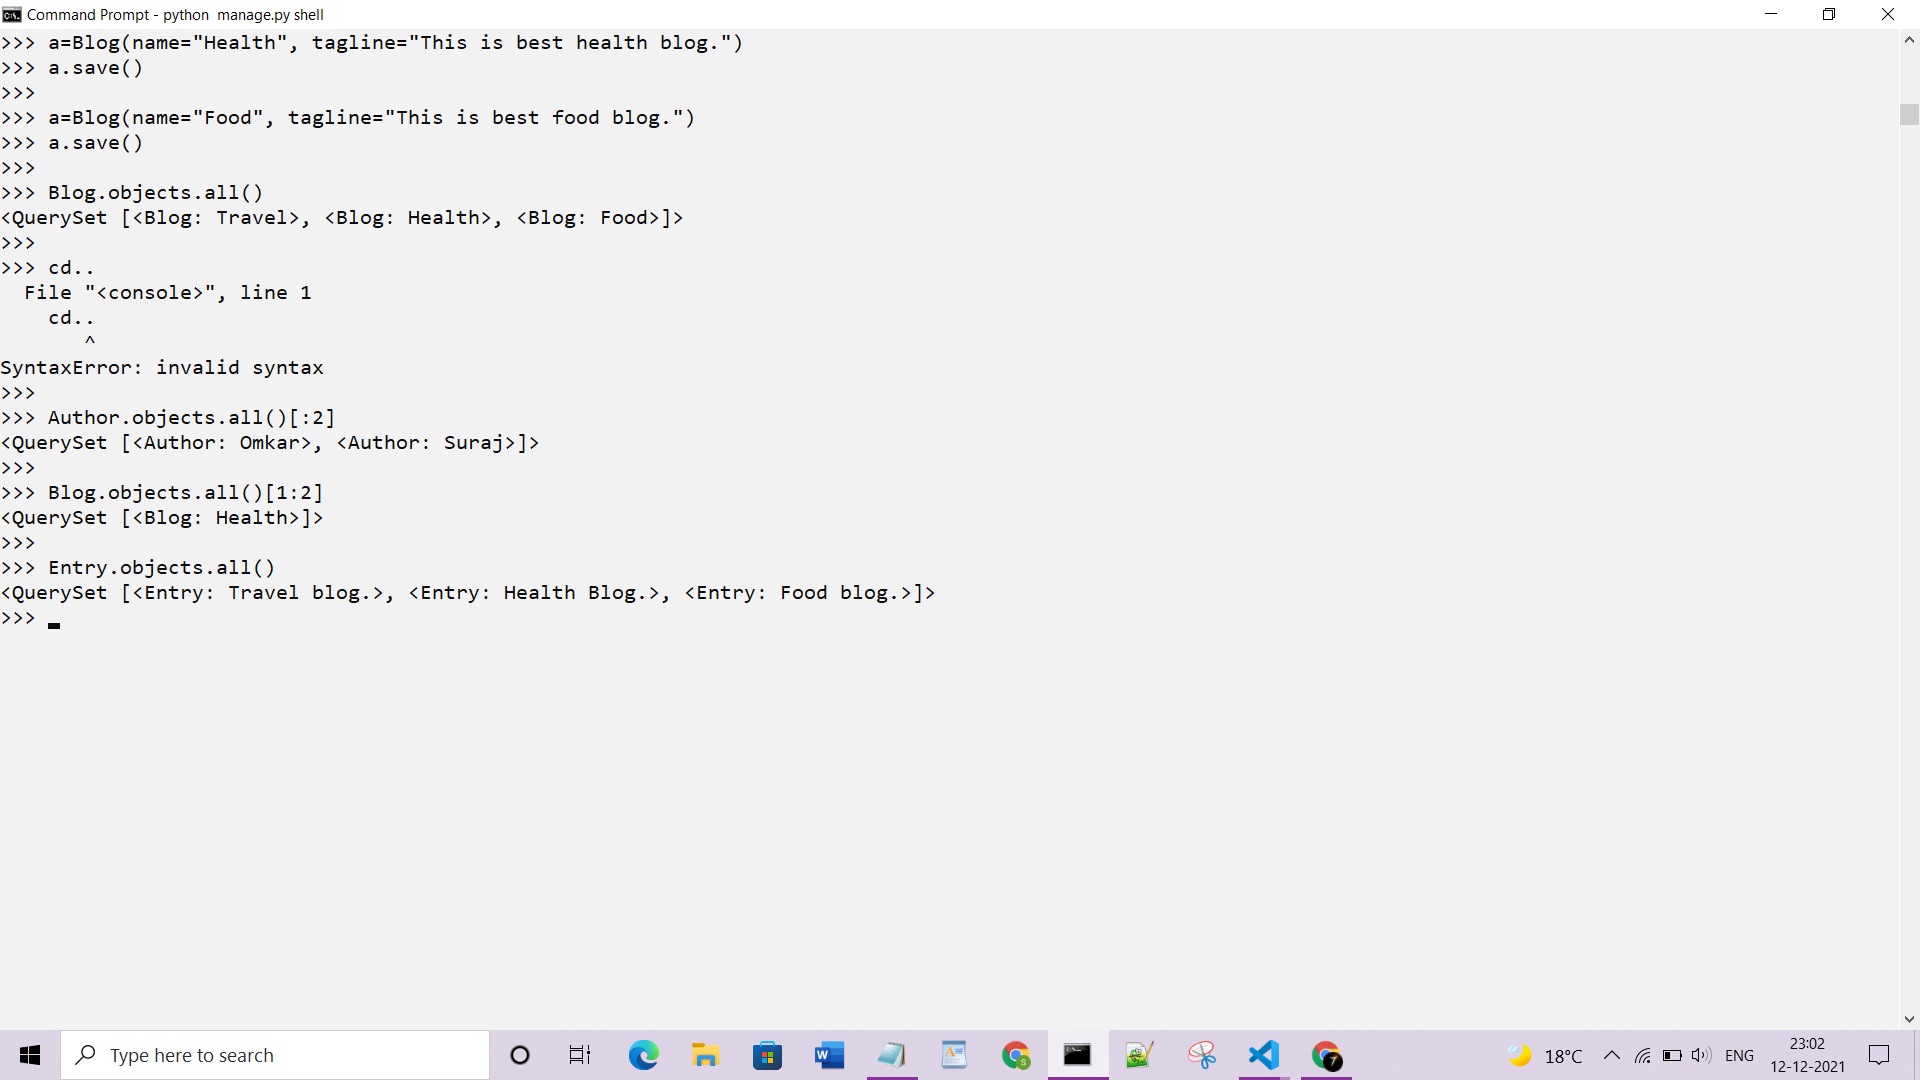 Command Prompt - python  manage.py shell
>>> a=Blog(name="Health", tagline="This is best health blog.")
>>> a.save()
>>>
>>> a=Blog(name="Food", tagline="This is best food blog.")
>>> a.save()
>>>
>>> Blog.objects.all()
<QuerySet [<Blog: Travel>, <Blog: Health>, <Blog: Food>]>
>>>
>>> cd..
  File "<console>", line 1
    cd..
       ^
SyntaxError: invalid syntax
>>>
>>> Author.objects.all()[:2]
<QuerySet [<Author: Omkar>, <Author: Suraj>]>
>>>
>>> Blog.objects.all()[1:2]
<QuerySet [<Blog: Health>]>
>>>
>>> Entry.objects.all()
<QuerySet [<Entry: Travel blog.>, <Entry: Health Blog.>, <Entry: Food blog.>]>
>>>
Type here to search
18°C
ENG
23:02
12-12-2021